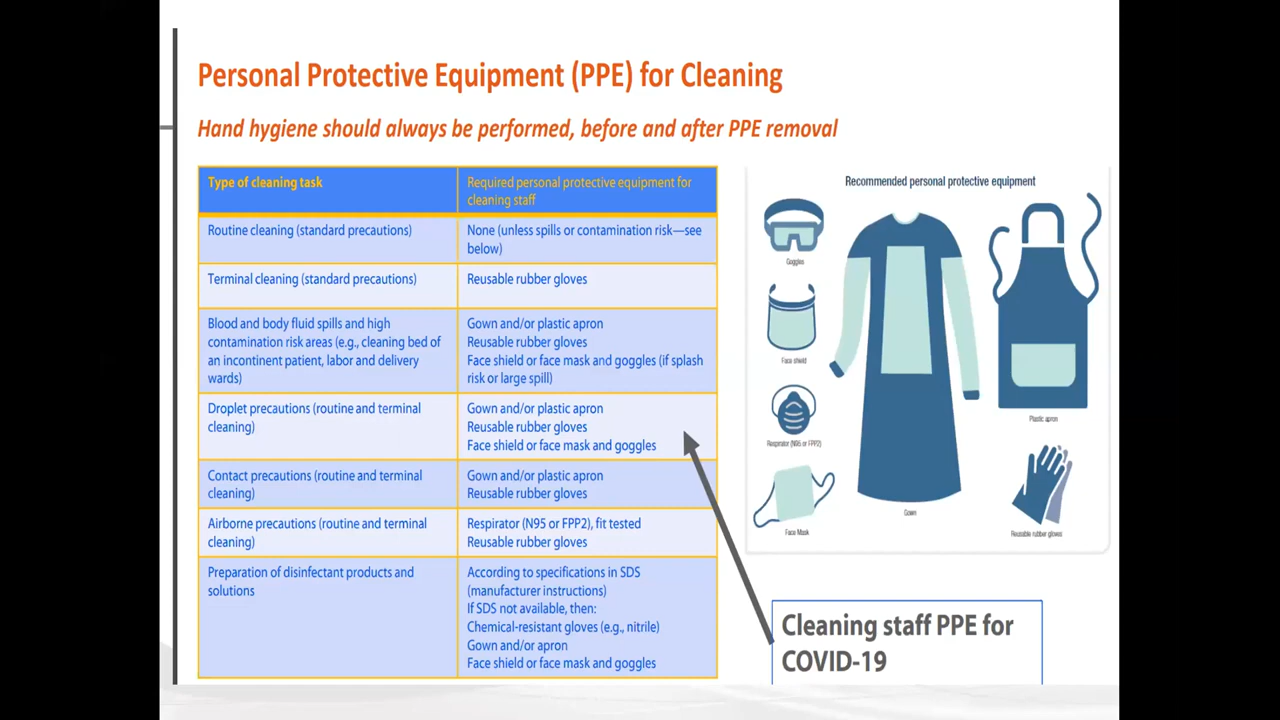 Personal Protective Equipment (PPE) for Cleaning
Hand hygiene should always be performed, before and after PPE removal
Type of cleaning task
Required personal protective equipment for
cleaning staff
Routine cleaning (standard precautions)
None (unless spills or contamination risk—see
below)
Terminal cleaning (standard precautions)
Reusable rubber gloves
Blood and body fluid spills and high
contamination risk areas (e.g., cleaning bed of
an incontinent patient, labor and delivery
wards)
Gown and/or plastic apron
Reusable rubber gloves
Face shield or face mask and goggles (if splash
risk or large spill)
Droplet precautions (routine and terminal
cleaning)
Gown and/or plastic apron
Reusable rubber gloves
Face shield or face mask and goggles
Contact precautions (routine and terminal
cleaning)
Gown and/or plastic apron
Reusable rubber gloves
Airborne precautions (routine and terminal
cleaning)
Respirator (N95 or FPP2), fit tested
Reusable rubber gloves
Preparation of disinfectant products and
solutions
According to specifications in SDS
(manufacturer instructions)
If SDS not available, then:
Chemical-resistant gloves (e.g., nitrile)
Gown and/or apron
Face shield or face mask and goggles
Recommended personal protective equipment
Goggles
Face shield
Respirator (N95 or FPP2)
Face Mask
Gown
Plastic apron
Reusable rubber gloves
Cleaning staff PPE for
COVID-19